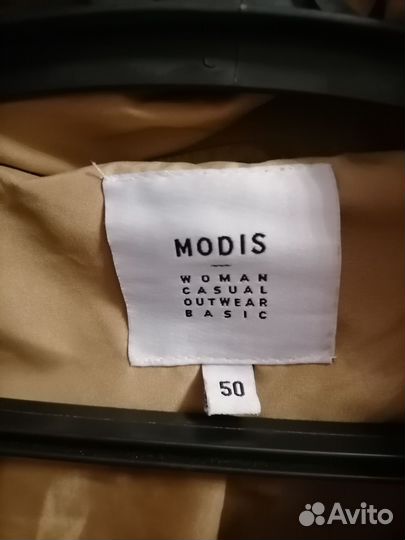 MODIS
WOMAN
CASUAL
OUTWEAR
BASIC
50
Avito